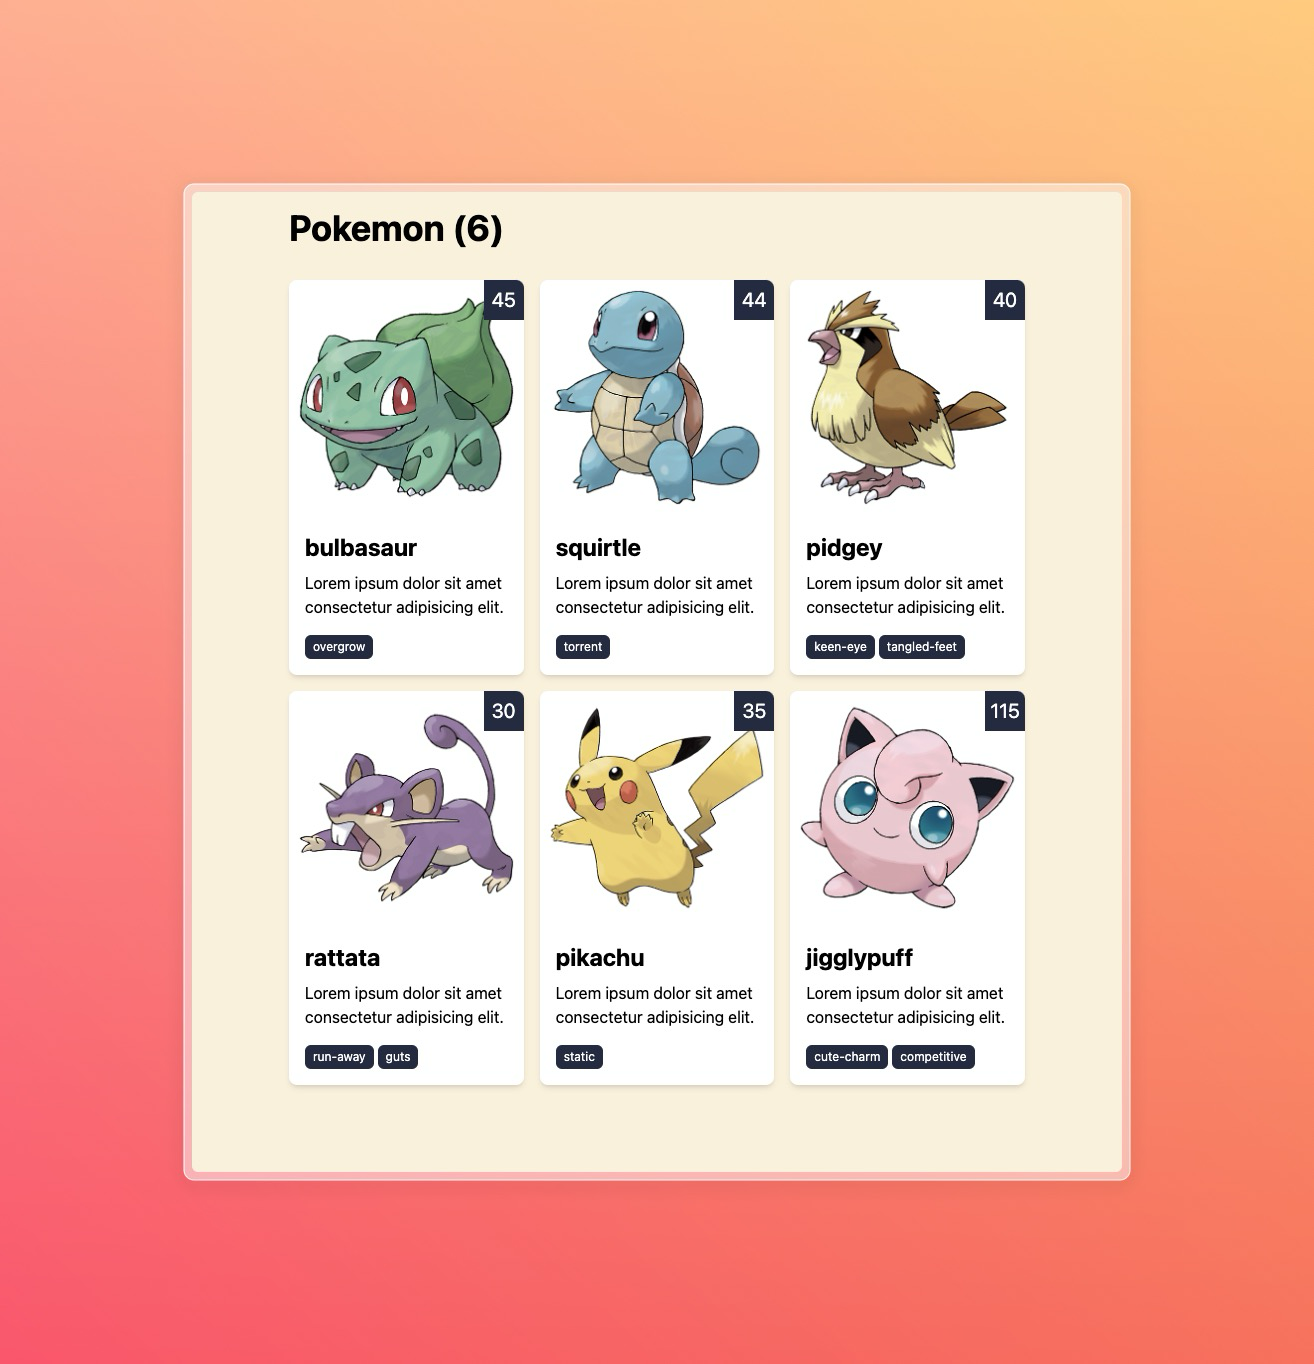 Pokemon (6)
45
bulbasaur
Lorem ipsum dolor sit amet
consectetur adipisicing elit.
overgrow
44
squirtle
Lorem ipsum dolor sit amet
consectetur adipisicing elit.
torrent
40
pidgey
Lorem ipsum dolor sit amet
consectetur adipisicing elit.
keen-eye tangled-feet
30
rattata
Lorem ipsum dolor sit amet
consectetur adipisicing elit.
run-away guts
35
pikachu
Lorem ipsum dolor sit amet
consectetur adipisicing elit.
static
115
jigglypuff
Lorem ipsum dolor sit amet
consectetur adipisicing elit.
cute-charm competitive